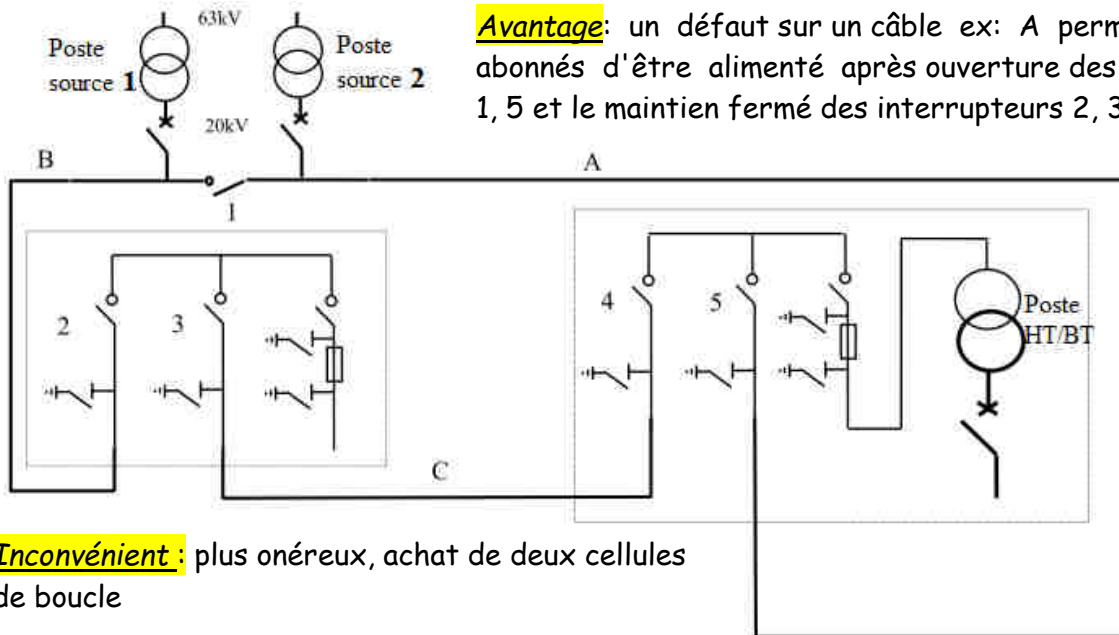 63kV
Poste
source 1
Poste
source 2
20kV
Avantage: un défaut sur un câble ex: A
abonnés d'être alimenté après ouverture des
1, 5 et le maintien fermé des interrupteurs 2, 3
B
A
1
2
3
4
5
Poste
HT/BT
C
Inconvénient : plus onéreux, achat de deux cellules
de boucle